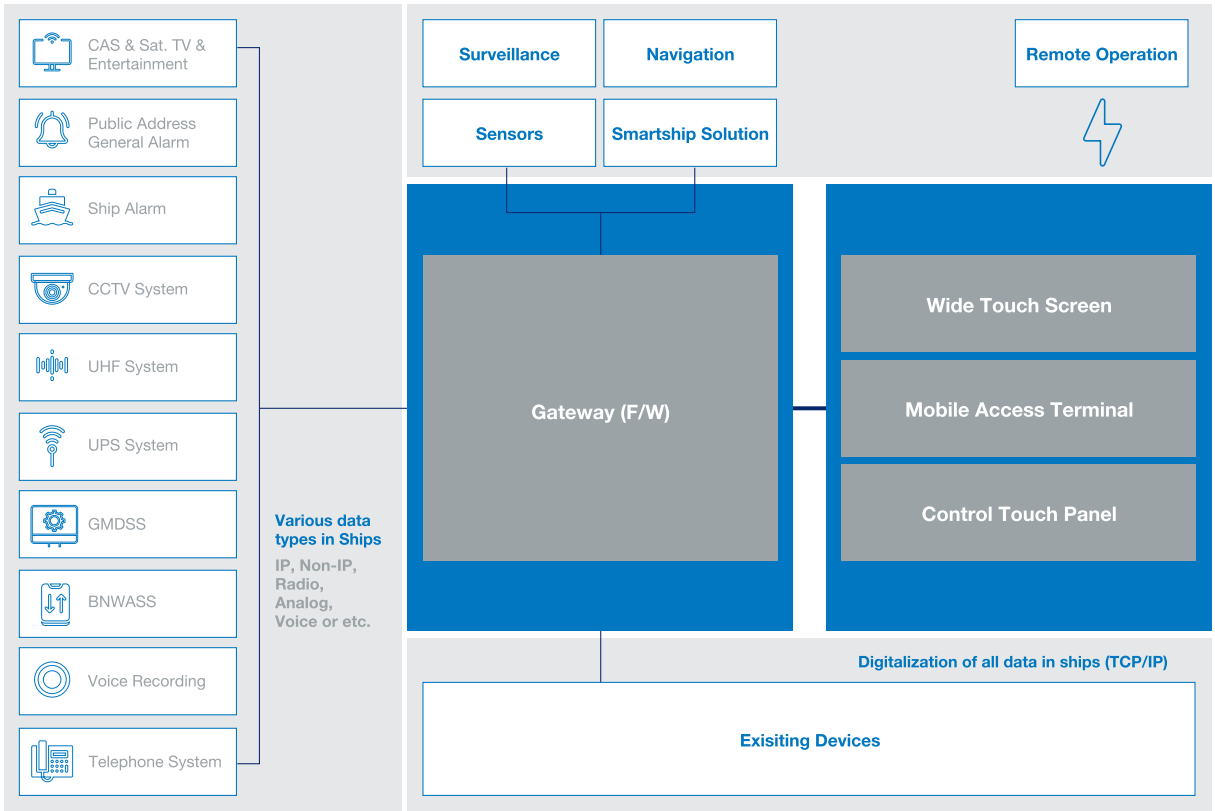 CAS & Sat. TV &
Entertainment
Public Address
General Alarm
Ship Alarm
CCTV System
UHF System
UPS System
GMDSS
BNWASS
Voice Recording
Telephone System
Various data
types in Ships
IP, Non-IP,
Radio,
Analog,
Voice or etc.
Surveillance
Navigation
Sensors
Smartship Solution
Remote Operation
Gateway (F/W)
Wide Touch Screen
Mobile Access Terminal
Control Touch Panel
Digitalization of all data in ships (TCP/IP)
Exisiting Devices